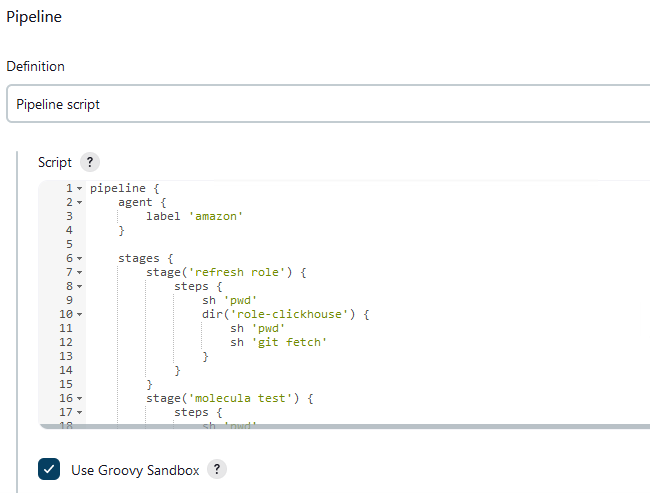 Pipeline
Definition
Pipeline script
Script ?
1 pipeline {
2 agent {
3 label 'amazon'
4 }
5
6 stages {
7 stage('refresh role') {
8 steps {
9 sh 'pwd'
10 dir('role-clickhouse') {
11 sh 'pwd'
12 sh 'git fetch'
13 }
14 }
15 }
16 stage('molecula test') {
17 steps {
18 sh 'pwd'
Use Groovy Sandbox ?